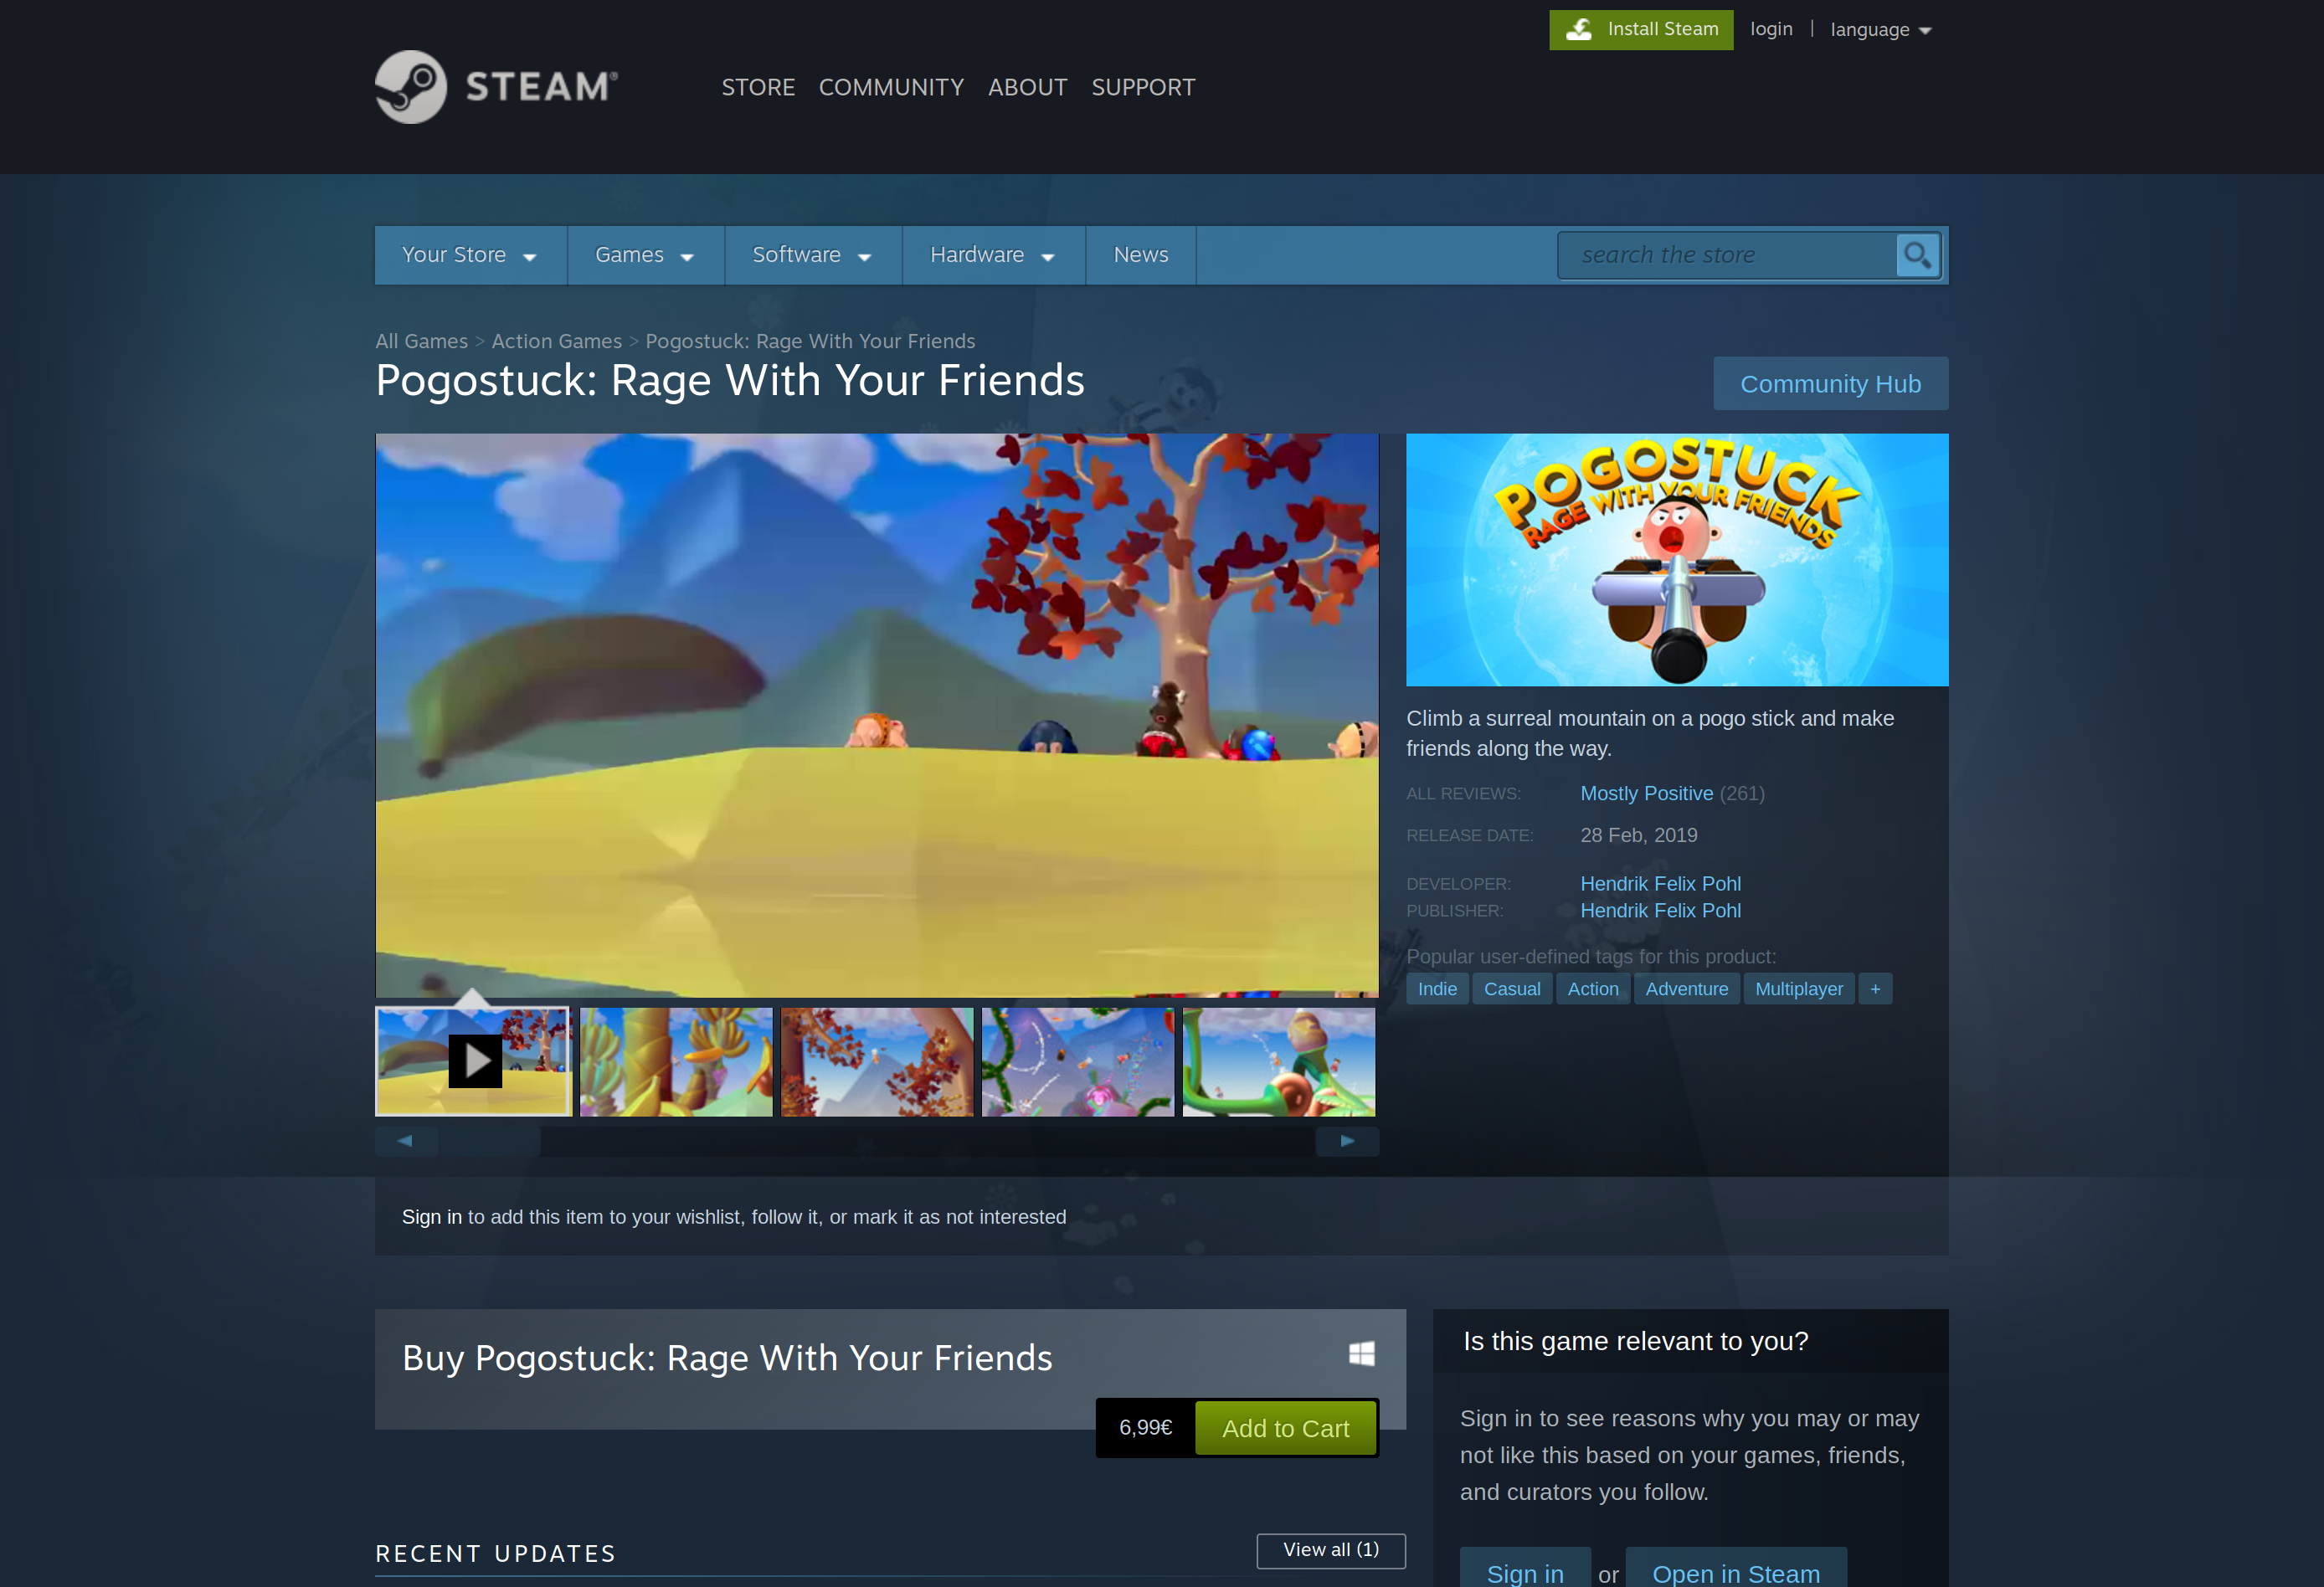 Install Steam
login | language
STEAM®
STORE COMMUNITY ABOUT SUPPORT
Your Store Games Software Hardware News
search the store
All Games > Action Games > Pogostuck: Rage With Your Friends
Pogostuck: Rage With Your Friends
Community Hub
POGOSTUCK
RAGE WITH YOUR FRIENDS
Climb a surreal mountain on a pogo stick and make
friends along the way.
ALL REVIEWS: Mostly Positive (261)
RELEASE DATE: 28 Feb, 2019
DEVELOPER: Hendrik Felix Pohl
PUBLISHER: Hendrik Felix Pohl
Popular user-defined tags for this product:
Indie Casual Action Adventure Multiplayer +
Sign in to add this item to your wishlist, follow it, or mark it as not interested
Buy Pogostuck: Rage With Your Friends
6,99€ Add to Cart
Is this game relevant to you?
Sign in to see reasons why you may or may
not like this based on your games, friends,
and curators you follow.
Sign in or Open in Steam
RECENT UPDATES
View all (1)